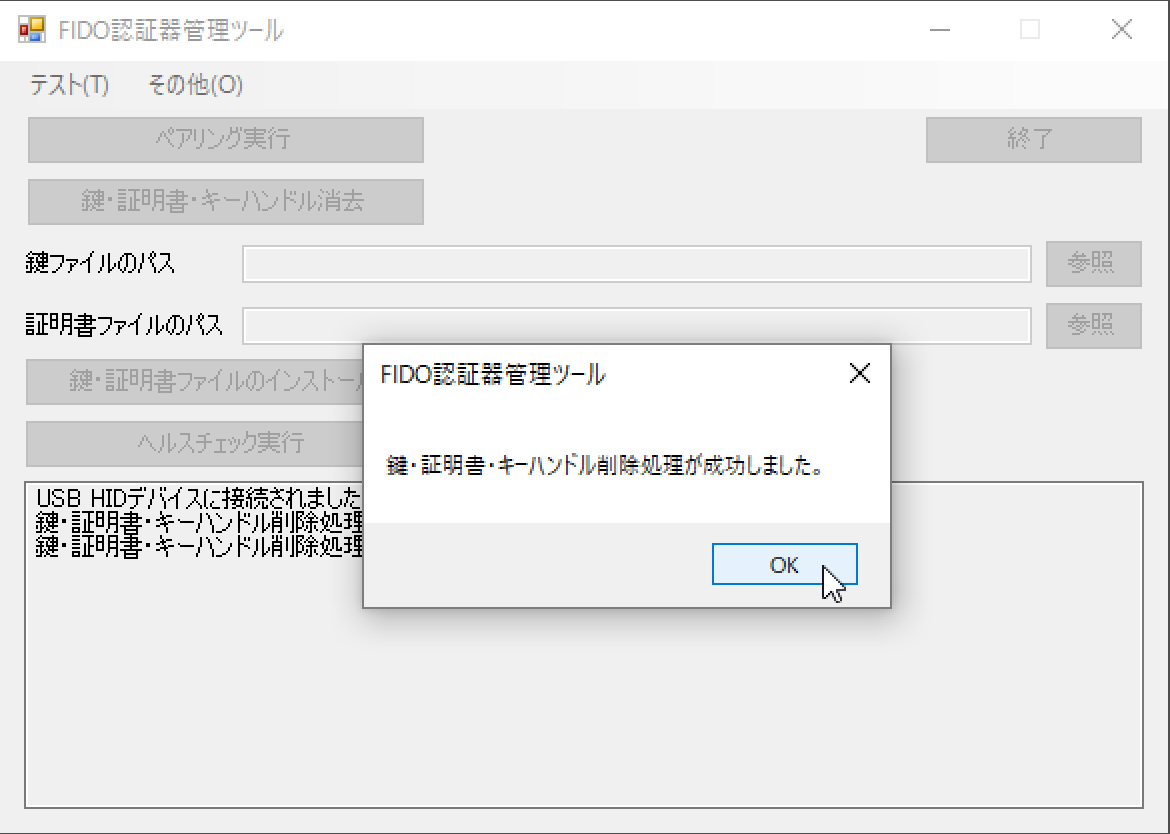 FIDO認証器管理ツール
テスト(T) その他(O)
ペアリング実行
終了
鍵・証明書・キーハンドル消去
鍵ファイルのパス
参照
証明書ファイルのパス
参照
鍵・証明書ファイルのインストール
ヘルスチェック実行
USB HIDデバイスに接続されました
鍵・証明書・キーハンドル削除処理
鍵・証明書・キーハンドル削除処理
FIDO認証器管理ツール
鍵・証明書・キーハンドル削除処理が成功しました。
OK